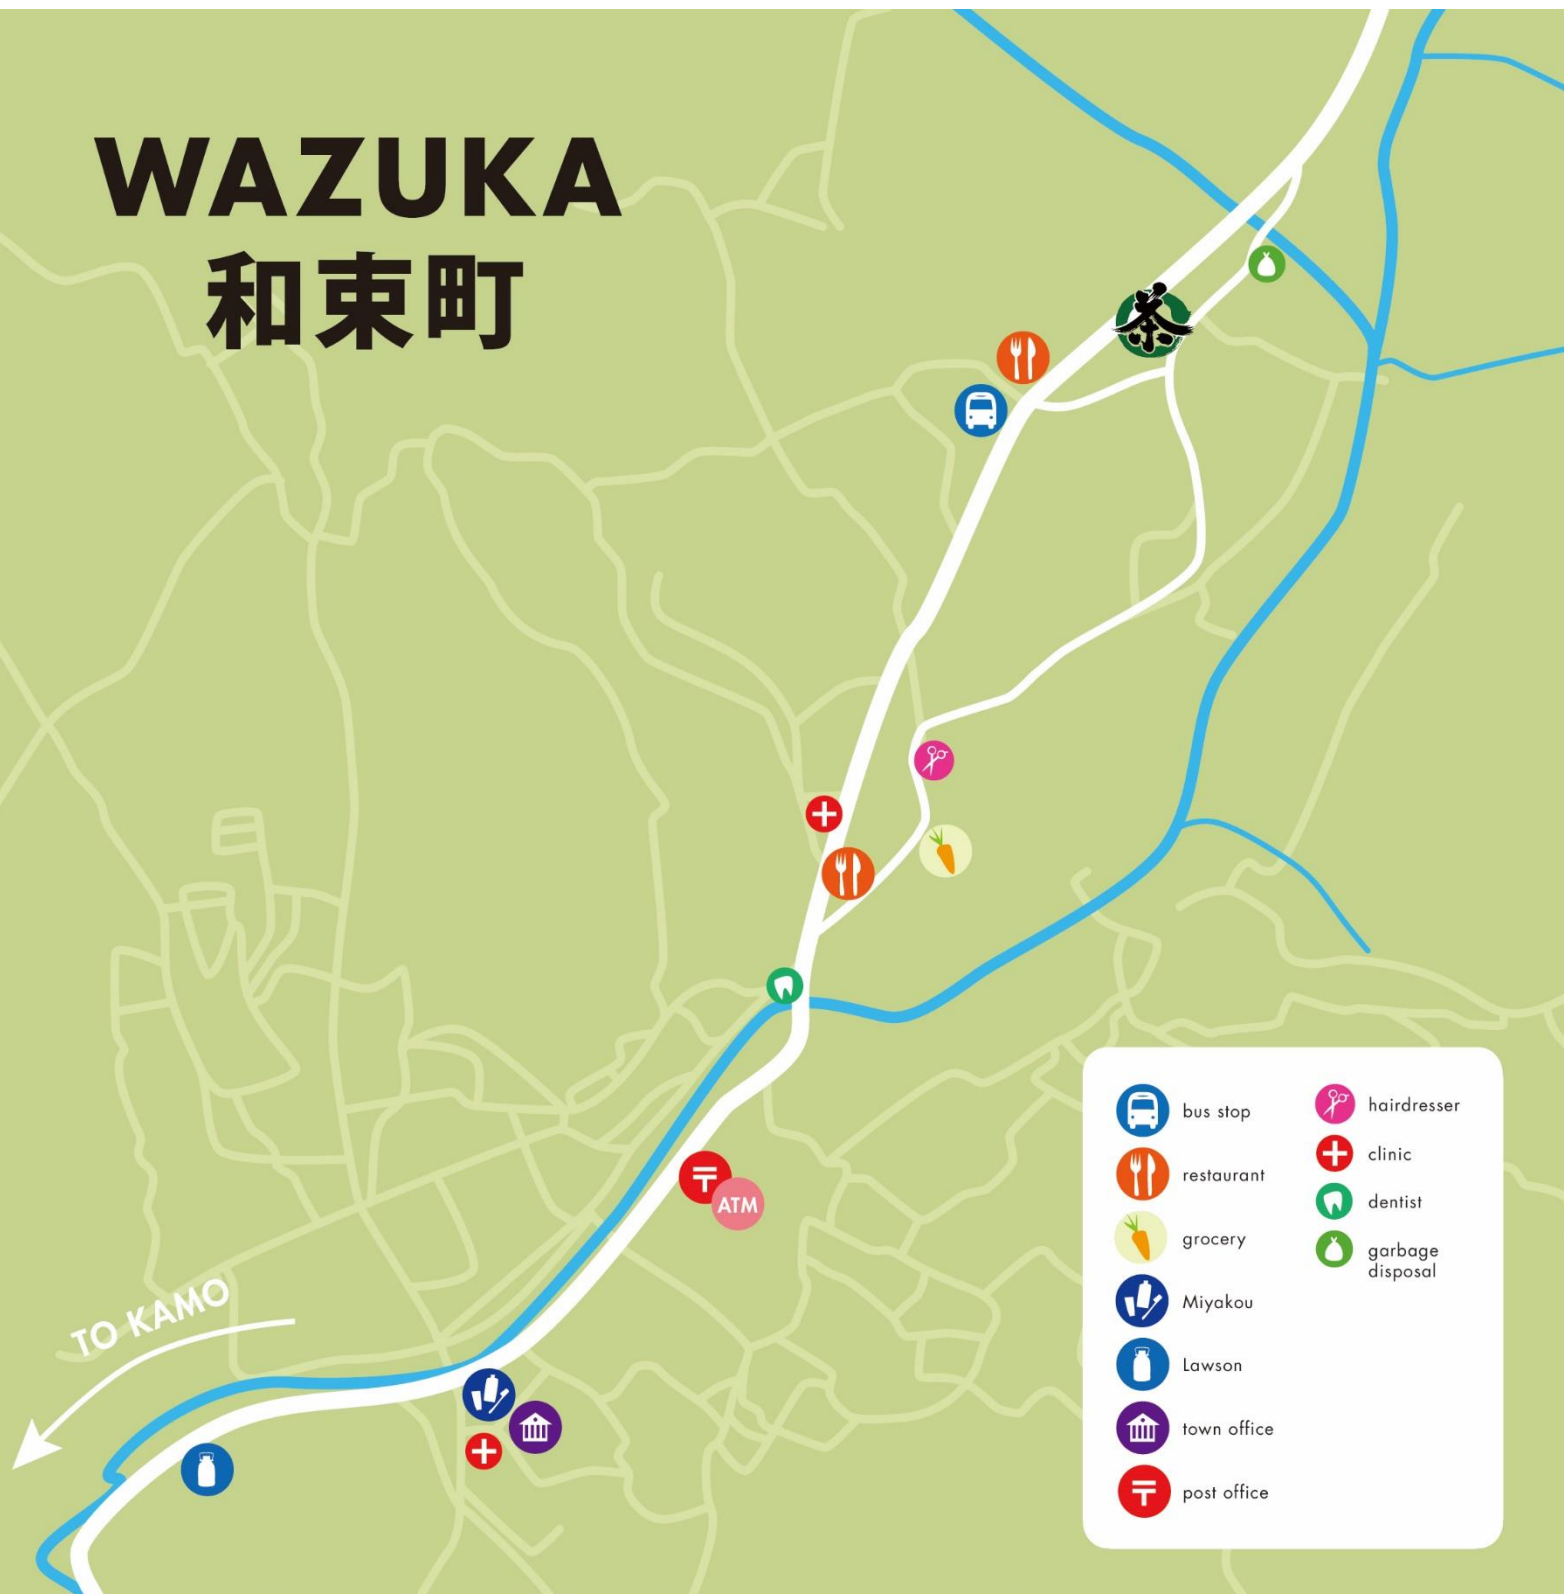 WAZUKA
和束町
茶
ATM
TO KAMO
bus stop
restaurant
grocery
Miyakou
Lawson
town office
post office
hairdresser
clinic
dentist
garbage
disposal